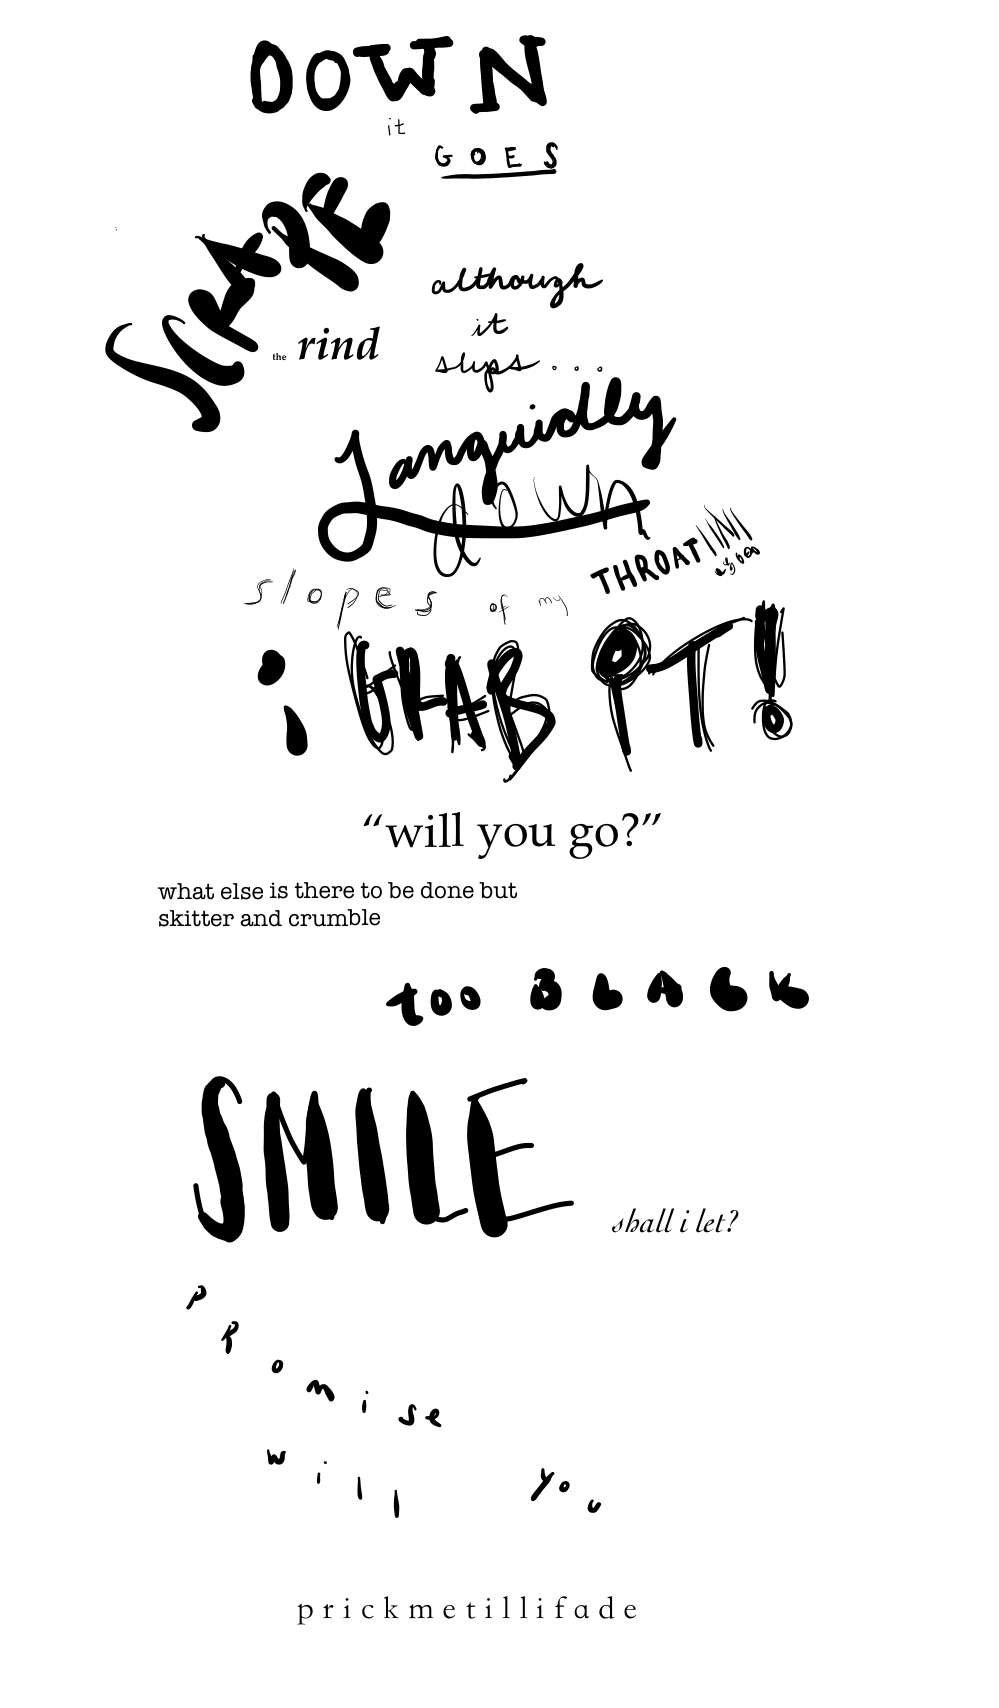 DOWN
it
GOES
SCRAPE
the rind
although
it
slips...
Languidley
down
slopes of my
THROAT!!!!
; GRAB IT!
“will you go?”
what else is there to be done but
skitter and crumble
too BLACK
SMILE
shall i let?
PRomise
will you
prickmetillifade